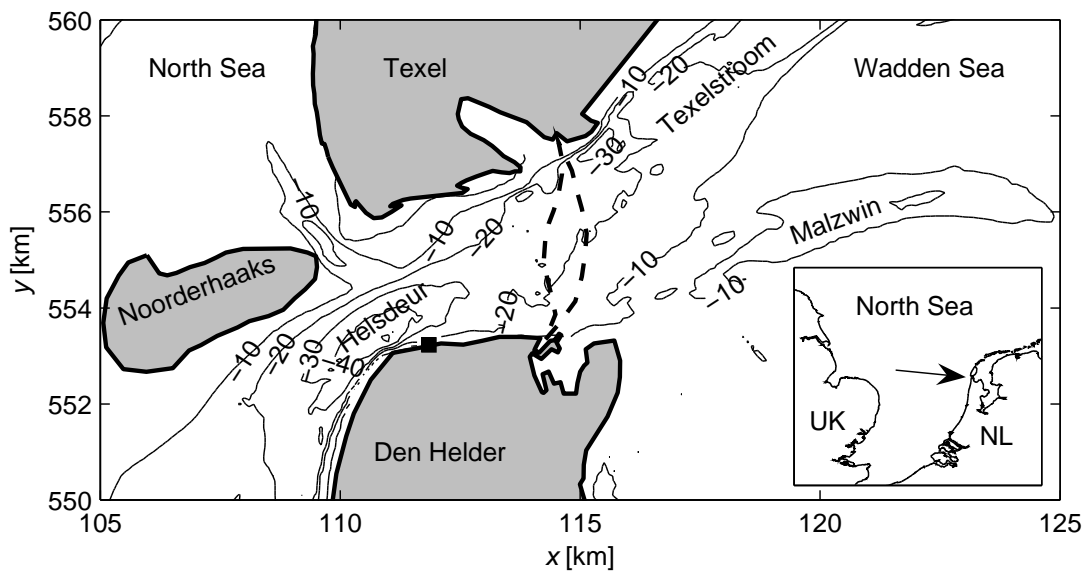 560
558
556
554
552
550
y [km]
105
110
115
120
125
x [km]
North Sea
Texel
Wadden Sea
Texelstroom
−10
−20
−30
−10
−10
−20
Malzwin
Noorderhaaks
Helsdeur
−10
−10
−20
−10
−20
−30
−40
Den Helder
North Sea
UK
NL